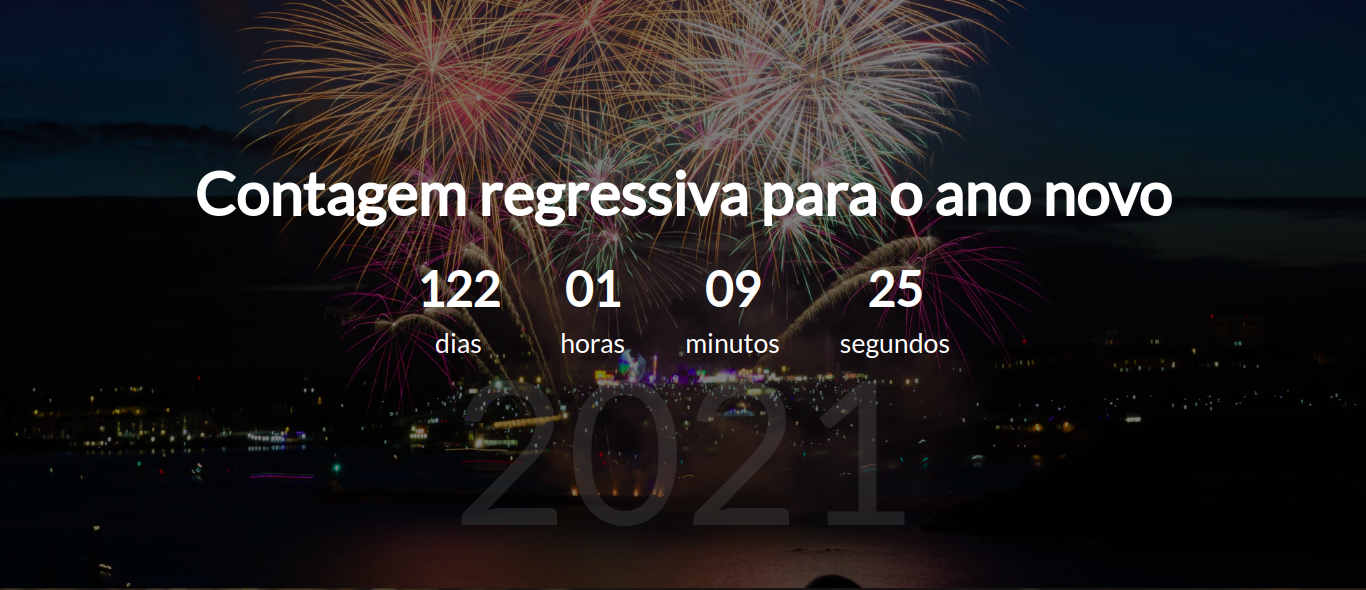 Contagem regressiva para o ano novo
122 01 09 25
dias horas minutos segundos
2021